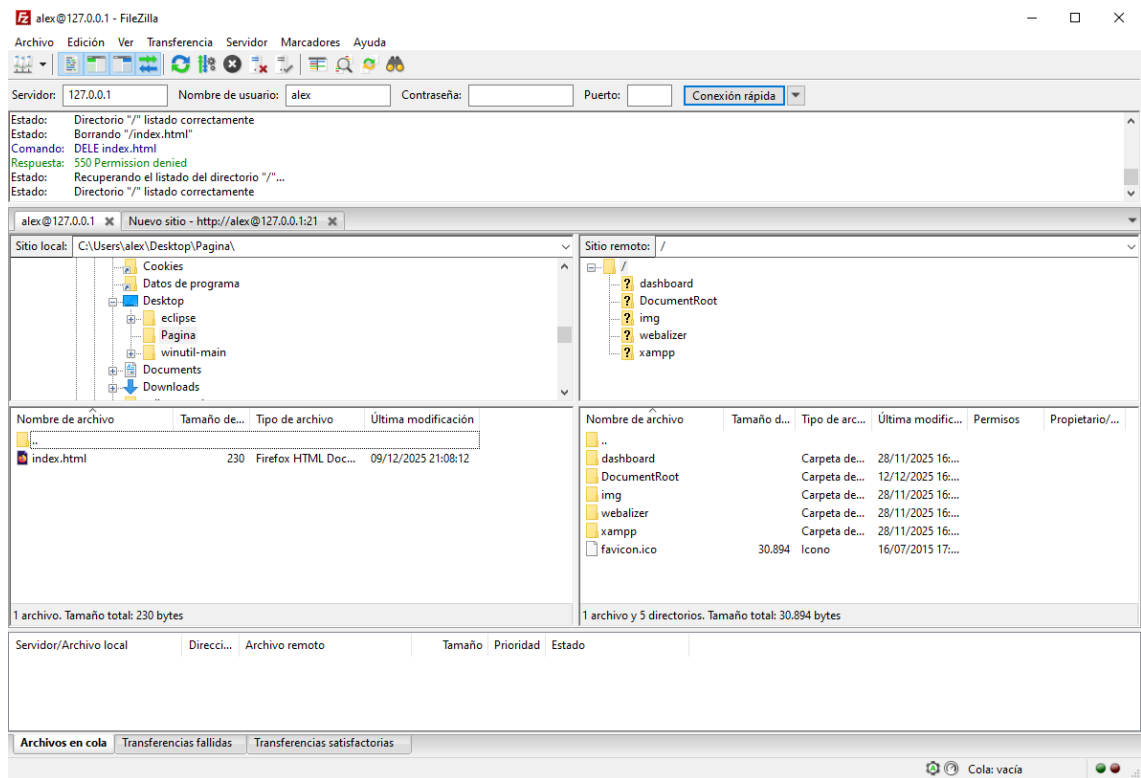 alex@127.0.0.1 - FileZilla
Archivo Edición Ver Transferencia Servidor Marcadores Ayuda
Servidor: 127.0.0.1 Nombre de usuario: alex Contraseña: Puerto: Conexión rápida
Estado: Directorio "/" listado correctamente
Estado: Borrando "/index.html"
Comando: DELE index.html
Respuesta: 550 Permission denied
Estado: Recuperando el listado del directorio "/"...
Estado: Directorio "/" listado correctamente
alex@127.0.0.1 Nuevo sitio - http://alex@127.0.0.1:21
Sitio local: C:\Users\alex\Desktop\Pagina\
Cookies
Datos de programa
Desktop
eclipse
Pagina
winutil-main
Documents
Downloads
Sitio remoto: /
/
dashboard
DocumentRoot
img
webalizer
xampp
Nombre de archivo Tamaño de... Tipo de archivo Última modificación
..
index.html 230 Firefox HTML Doc... 09/12/2025 21:08:12
1 archivo. Tamaño total: 230 bytes
Nombre de archivo Tamaño d... Tipo de arc... Última modific... Permisos Propietario/...
..
dashboard Carpeta de... 28/11/2025 16:...
DocumentRoot Carpeta de... 12/12/2025 16:...
img Carpeta de... 28/11/2025 16:...
webalizer Carpeta de... 28/11/2025 16:...
xampp Carpeta de... 28/11/2025 16:...
favicon.ico 30.894 Icono 16/07/2015 17:...
1 archivo y 5 directorios. Tamaño total: 30.894 bytes
Servidor/Archivo local Direcci... Archivo remoto Tamaño Prioridad Estado
Archivos en cola Transferencias fallidas Transferencias satisfactorias
Cola: vacía